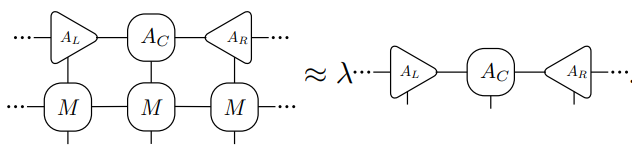 ··· A_L A_C A_R ···
··· M M M ··· ≈ λ ··· A_L A_C A_R ··· .